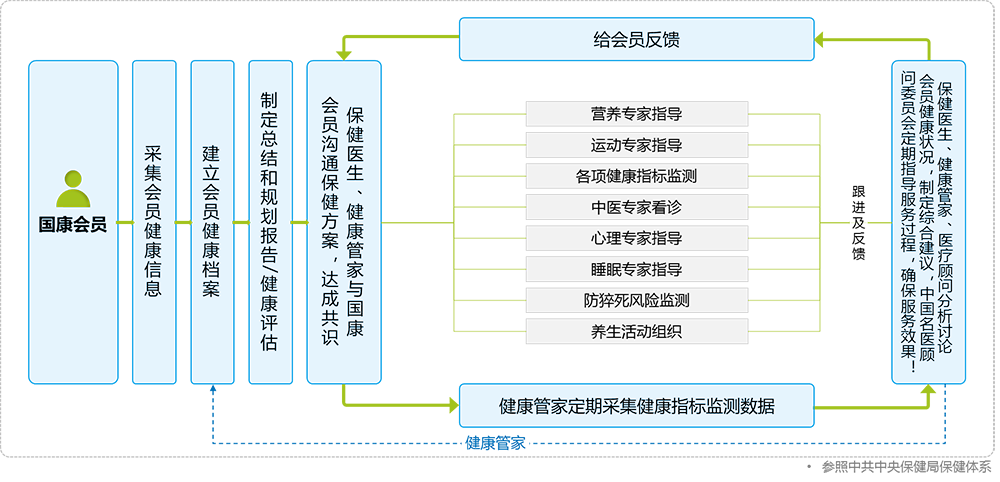 给会员反馈
国康会员
采集会员健康信息
建立会员健康档案
制定总结和规划报告/健康评估
保健医生、健康管家与国康
会员沟通保健方案，达成共识
营养专家指导
运动专家指导
各项健康指标监测
中医专家看诊
心理专家指导
睡眠专家指导
防猝死风险监测
养生活动组织
跟进及反馈
保健医生、健康管家、医疗顾问分析讨论
会员健康状况，制定综合建议，中国名医顾
问委员会定期指导服务过程，确保服务效果！
健康管家定期采集健康指标监测数据
健康管家
• 参照中共中央保健局保健体系